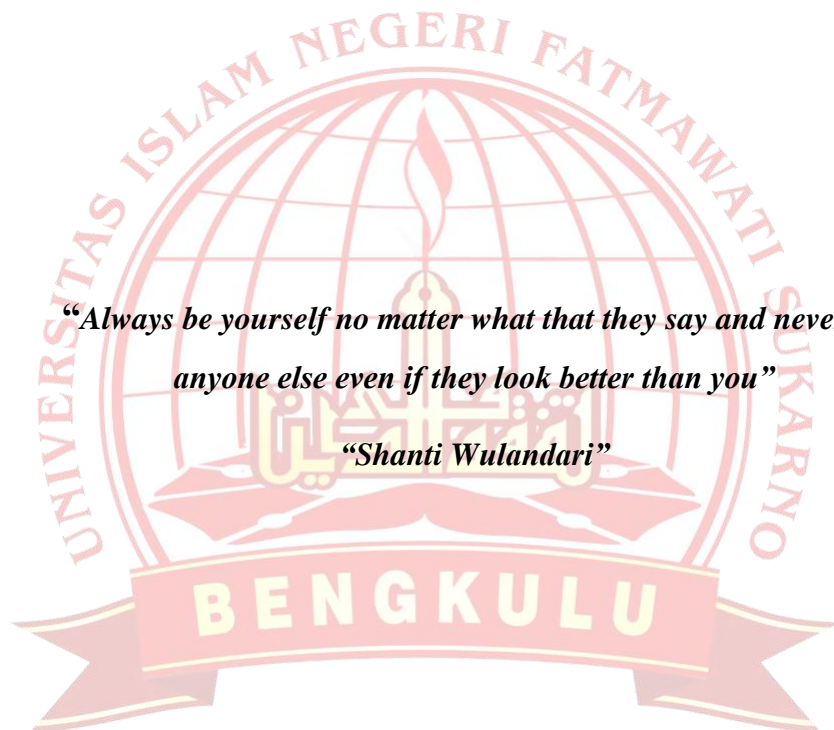 UNIVERSITAS ISLAM NEGERI FATMAWATI SUKARNO
“Always be yourself no matter what that they say and neve
anyone else even if they look better than you”
“Shanti Wulandari”
BENGKULU